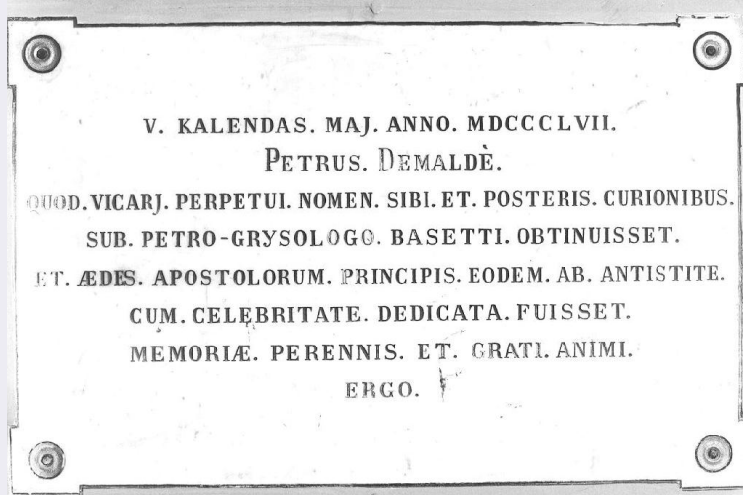 V. KALENDAS. MAJ. ANNO. MDCCCLVII.
PETRUS. DEMALDÈ.
QUOD. VICARJ. PERPETUI. NOMEN. SIBI. ET. POSTERIS. CURIONIBUS.
SUB. PETRO-GRYSOLOGO. BASETTI. OBTINUISSET.
ET. ÆDES. APOSTOLORUM. PRINCIPIS. EODEM. AB. ANTISTITE.
CUM. CELEBRITATE. DEDICATA. FUISSET.
MEMORIÆ. PERENNIS. ET. GRATI. ANIMI.
ERGO.